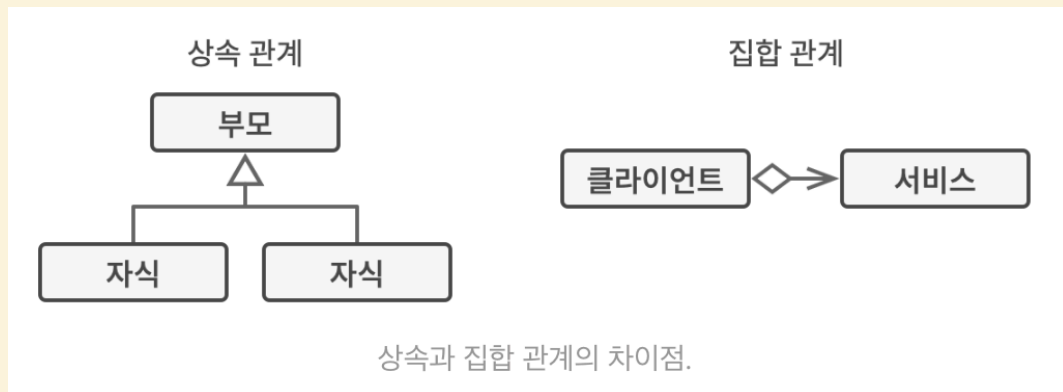 상속 관계
부모
자식
자식
집합 관계
클라이언트
서비스
상속과 집합 관계의 차이점.